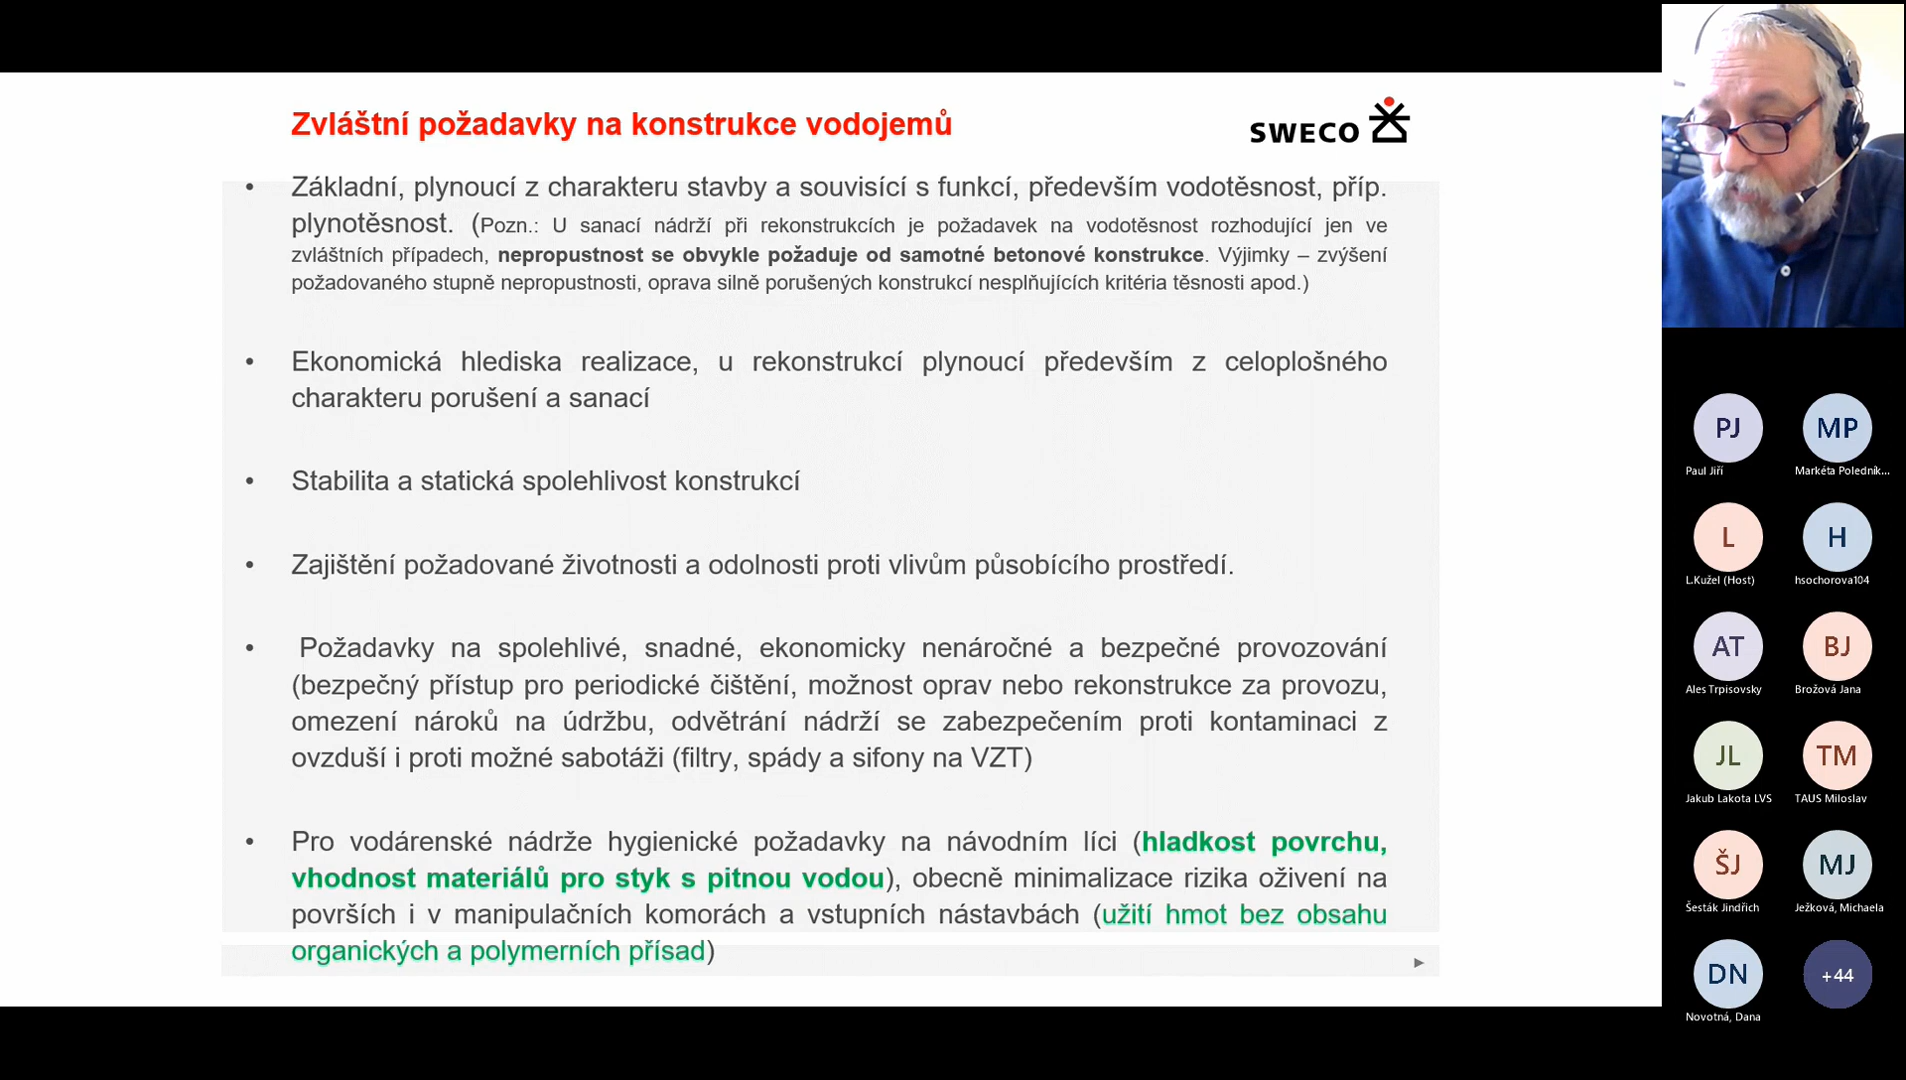 Zvláštní požadavky na konstrukce vodojemů
SWECO
• Základní, plynoucí z charakteru stavby a souvisící s funkcí, především vodotěsnost, příp.
plynotěsnost. (Pozn.: U sanací nádrží při rekonstrukcích je požadavek na vodotěsnost rozhodující jen ve
zvláštních případech, nepropustnost se obvykle požaduje od samotné betonové konstrukce. Výjimky – zvýšení
požadovaného stupně nepropustnosti, oprava silně porušených konstrukcí nesplňujících kritéria těsnosti apod.)
• Ekonomická hlediska realizace, u rekonstrukcí plynoucí především z celoplošného
charakteru porušení a sanací
• Stabilita a statická spolehlivost konstrukcí
• Zajištění požadované životnosti a odolnosti proti vlivům působícího prostředí.
• Požadavky na spolehlivé, snadné, ekonomicky nenáročné a bezpečné provozování
(bezpečný přístup pro periodické čištění, možnost oprav nebo rekonstrukce za provozu,
omezení nároků na údržbu, odvětrání nádrží se zabezpečením proti kontaminaci z
ovzduší i proti možné sabotáži (filtry, spády a sifony na VZT)
• Pro vodárenské nádrže hygienické požadavky na návodním líci (hladkost povrchu,
vhodnost materiálů pro styk s pitnou vodou), obecně minimalizace rizika oživení na
površích i v manipulačních komorách a vstupních nástavbách (užití hmot bez obsahu
organických a polymerních přísad)
PJ MP
Paul Jiří Markéta Poledník...
L H
L.Kužel (Host) hsochorova104
AT BJ
Ales Trpisovsky Brožová Jana
JL TM
Jakub Lakota LVS TAUS Miloslav
ŠJ MJ
Šesták Jindřich Ježková, Michaela
DN +44
Novotná, Dana